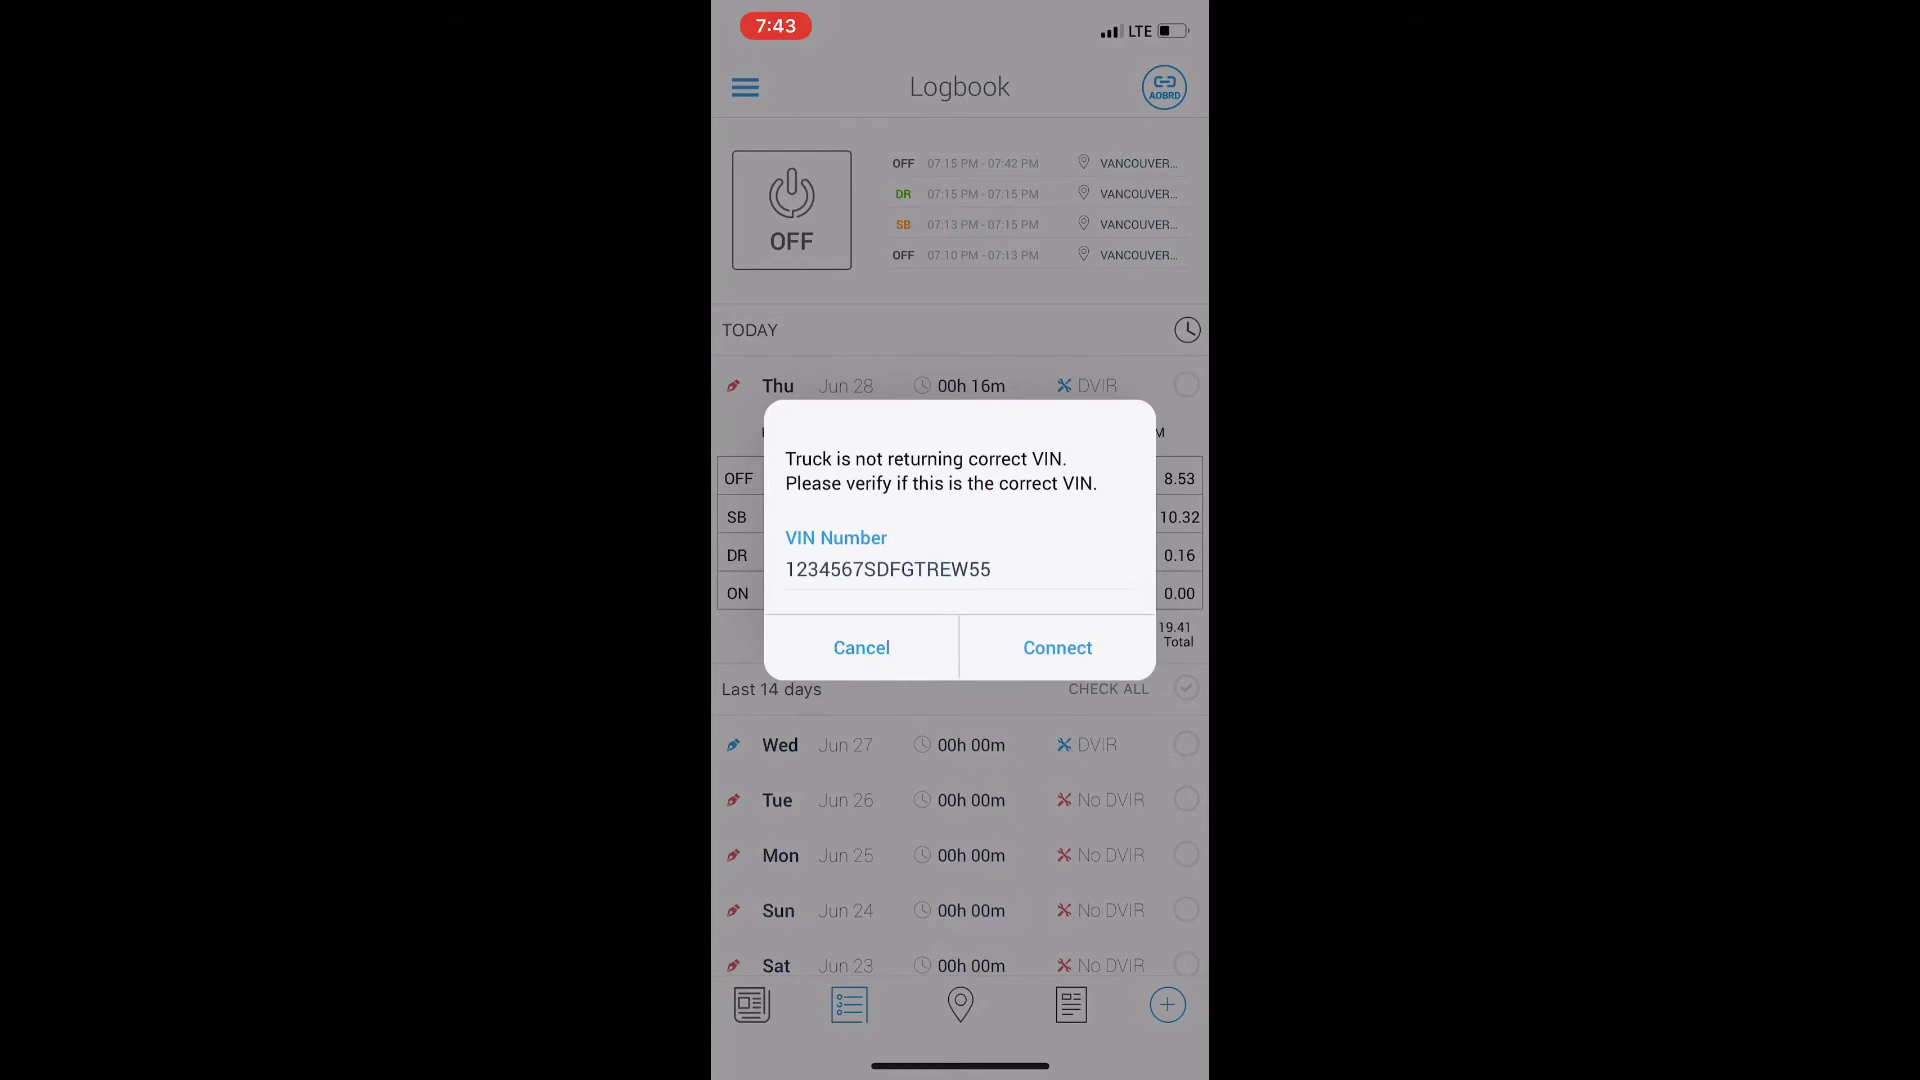 7:43
LTE
Logbook
AOBRD
OFF
OFF 07:15 PM - 07:42 PM VANCOUVER...
DR 07:15 PM - 07:15 PM VANCOUVER...
SB 07:13 PM - 07:15 PM VANCOUVER...
OFF 07:10 PM - 07:13 PM VANCOUVER...
TODAY
Thu Jun 28 00h 16m DVIR
M
Truck is not returning correct VIN.
Please verify if this is the correct VIN.
VIN Number
1234567SDFGTREW55
Cancel Connect
OFF 8.53
SB 10.32
DR 0.16
ON 0.00
19.41
Total
Last 14 days CHECK ALL
Wed Jun 27 00h 00m DVIR
Tue Jun 26 00h 00m No DVIR
Mon Jun 25 00h 00m No DVIR
Sun Jun 24 00h 00m No DVIR
Sat Jun 23 00h 00m No DVIR